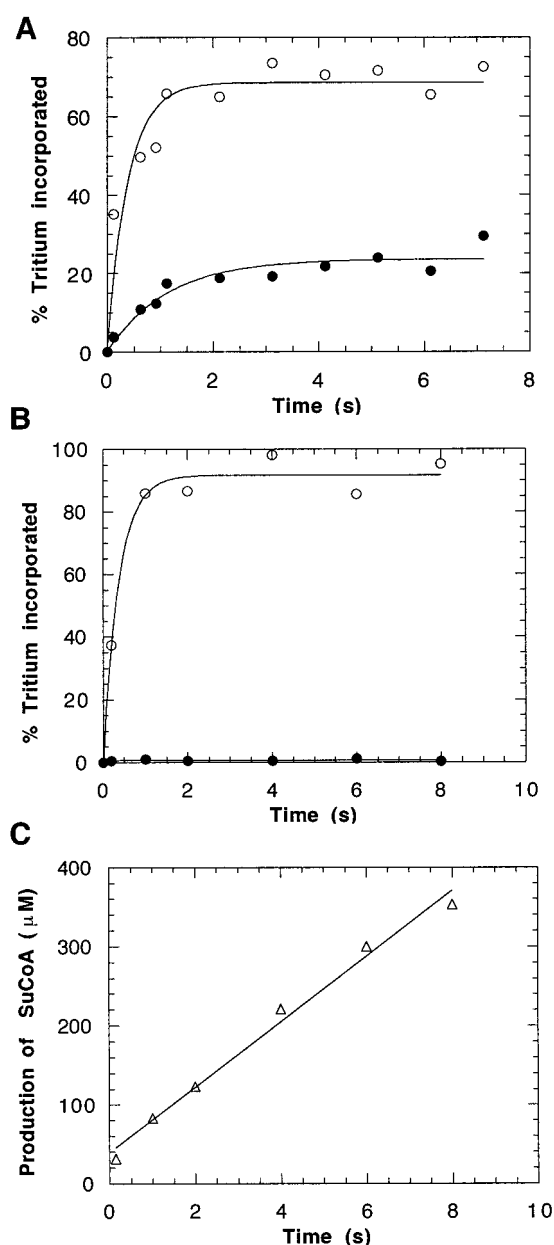 A
80
60
40
20
0
% Tritium incorporated
0 2 4 6 8
Time (s)
B
100
80
60
40
20
0
% Tritium incorporated
0 2 4 6 8 10
Time (s)
C
400
300
200
100
0
Production of SuCoA (μM)
0 2 4 6 8 10
Time (s)